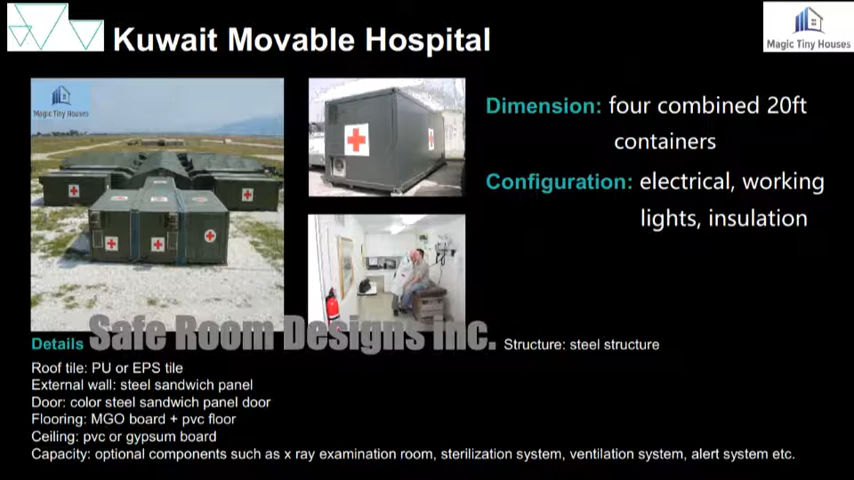 Kuwait Movable Hospital
Magic Tiny Houses
Magic Tiny Houses
Dimension: four combined 20ft
containers
Configuration: electrical, working
lights, insulation
Safe Room Designs inc.
Details
Structure: steel structure
Roof tile: PU or EPS tile
External wall: steel sandwich panel
Door: color steel sandwich panel door
Flooring: MGO board + pvc floor
Ceiling: pvc or gypsum board
Capacity: optional components such as x ray examination room, sterilization system, ventilation system, alert system etc.